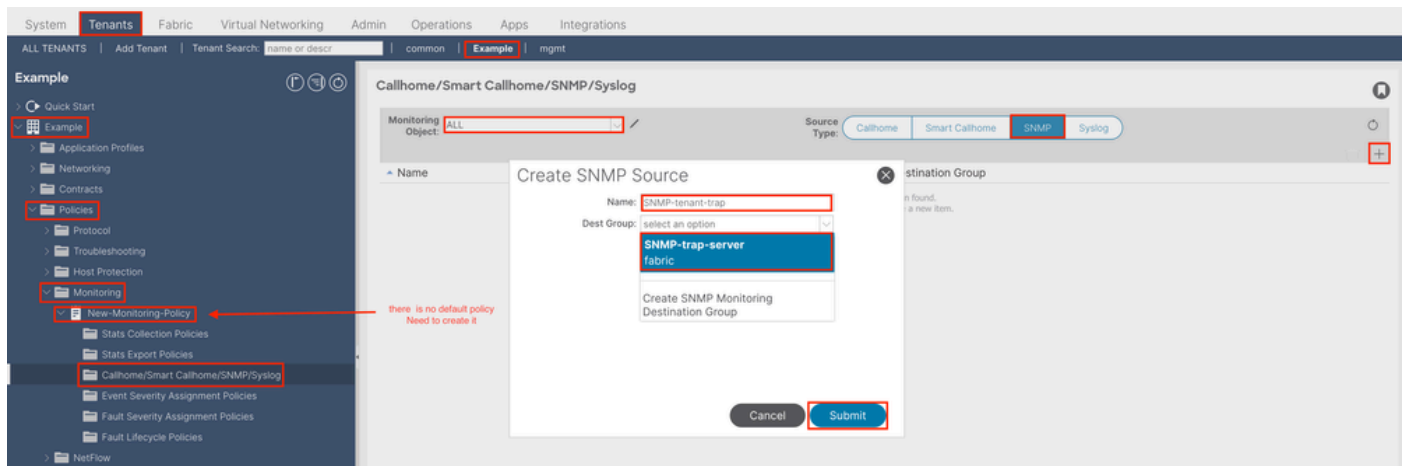 System Tenants Fabric Virtual Networking Admin Operations Apps Integrations
ALL TENANTS | Add Tenant | Tenant Search: name or descr | common | Example | mgmt
Example
Quick Start
Example
Application Profiles
Networking
Contracts
Policies
Protocol
Troubleshooting
Host Protection
Monitoring
New-Monitoring-Policy
Stats Collection Policies
Stats Export Policies
Callhome/Smart Callhome/SNMP/Syslog
Event Severity Assignment Policies
Fault Severity Assignment Policies
Fault Lifecycle Policies
NetFlow
there is no default policy
Need to create it
Callhome/Smart Callhome/SNMP/Syslog
Monitoring Object: ALL
Source Type: Callhome Smart Callhome SNMP Syslog
Name
stination Group
n found.
a new item.
Create SNMP Source
Name: SNMP-tenant-trap
Dest Group: select an option
SNMP-trap-server
fabric
Create SNMP Monitoring
Destination Group
Cancel Submit